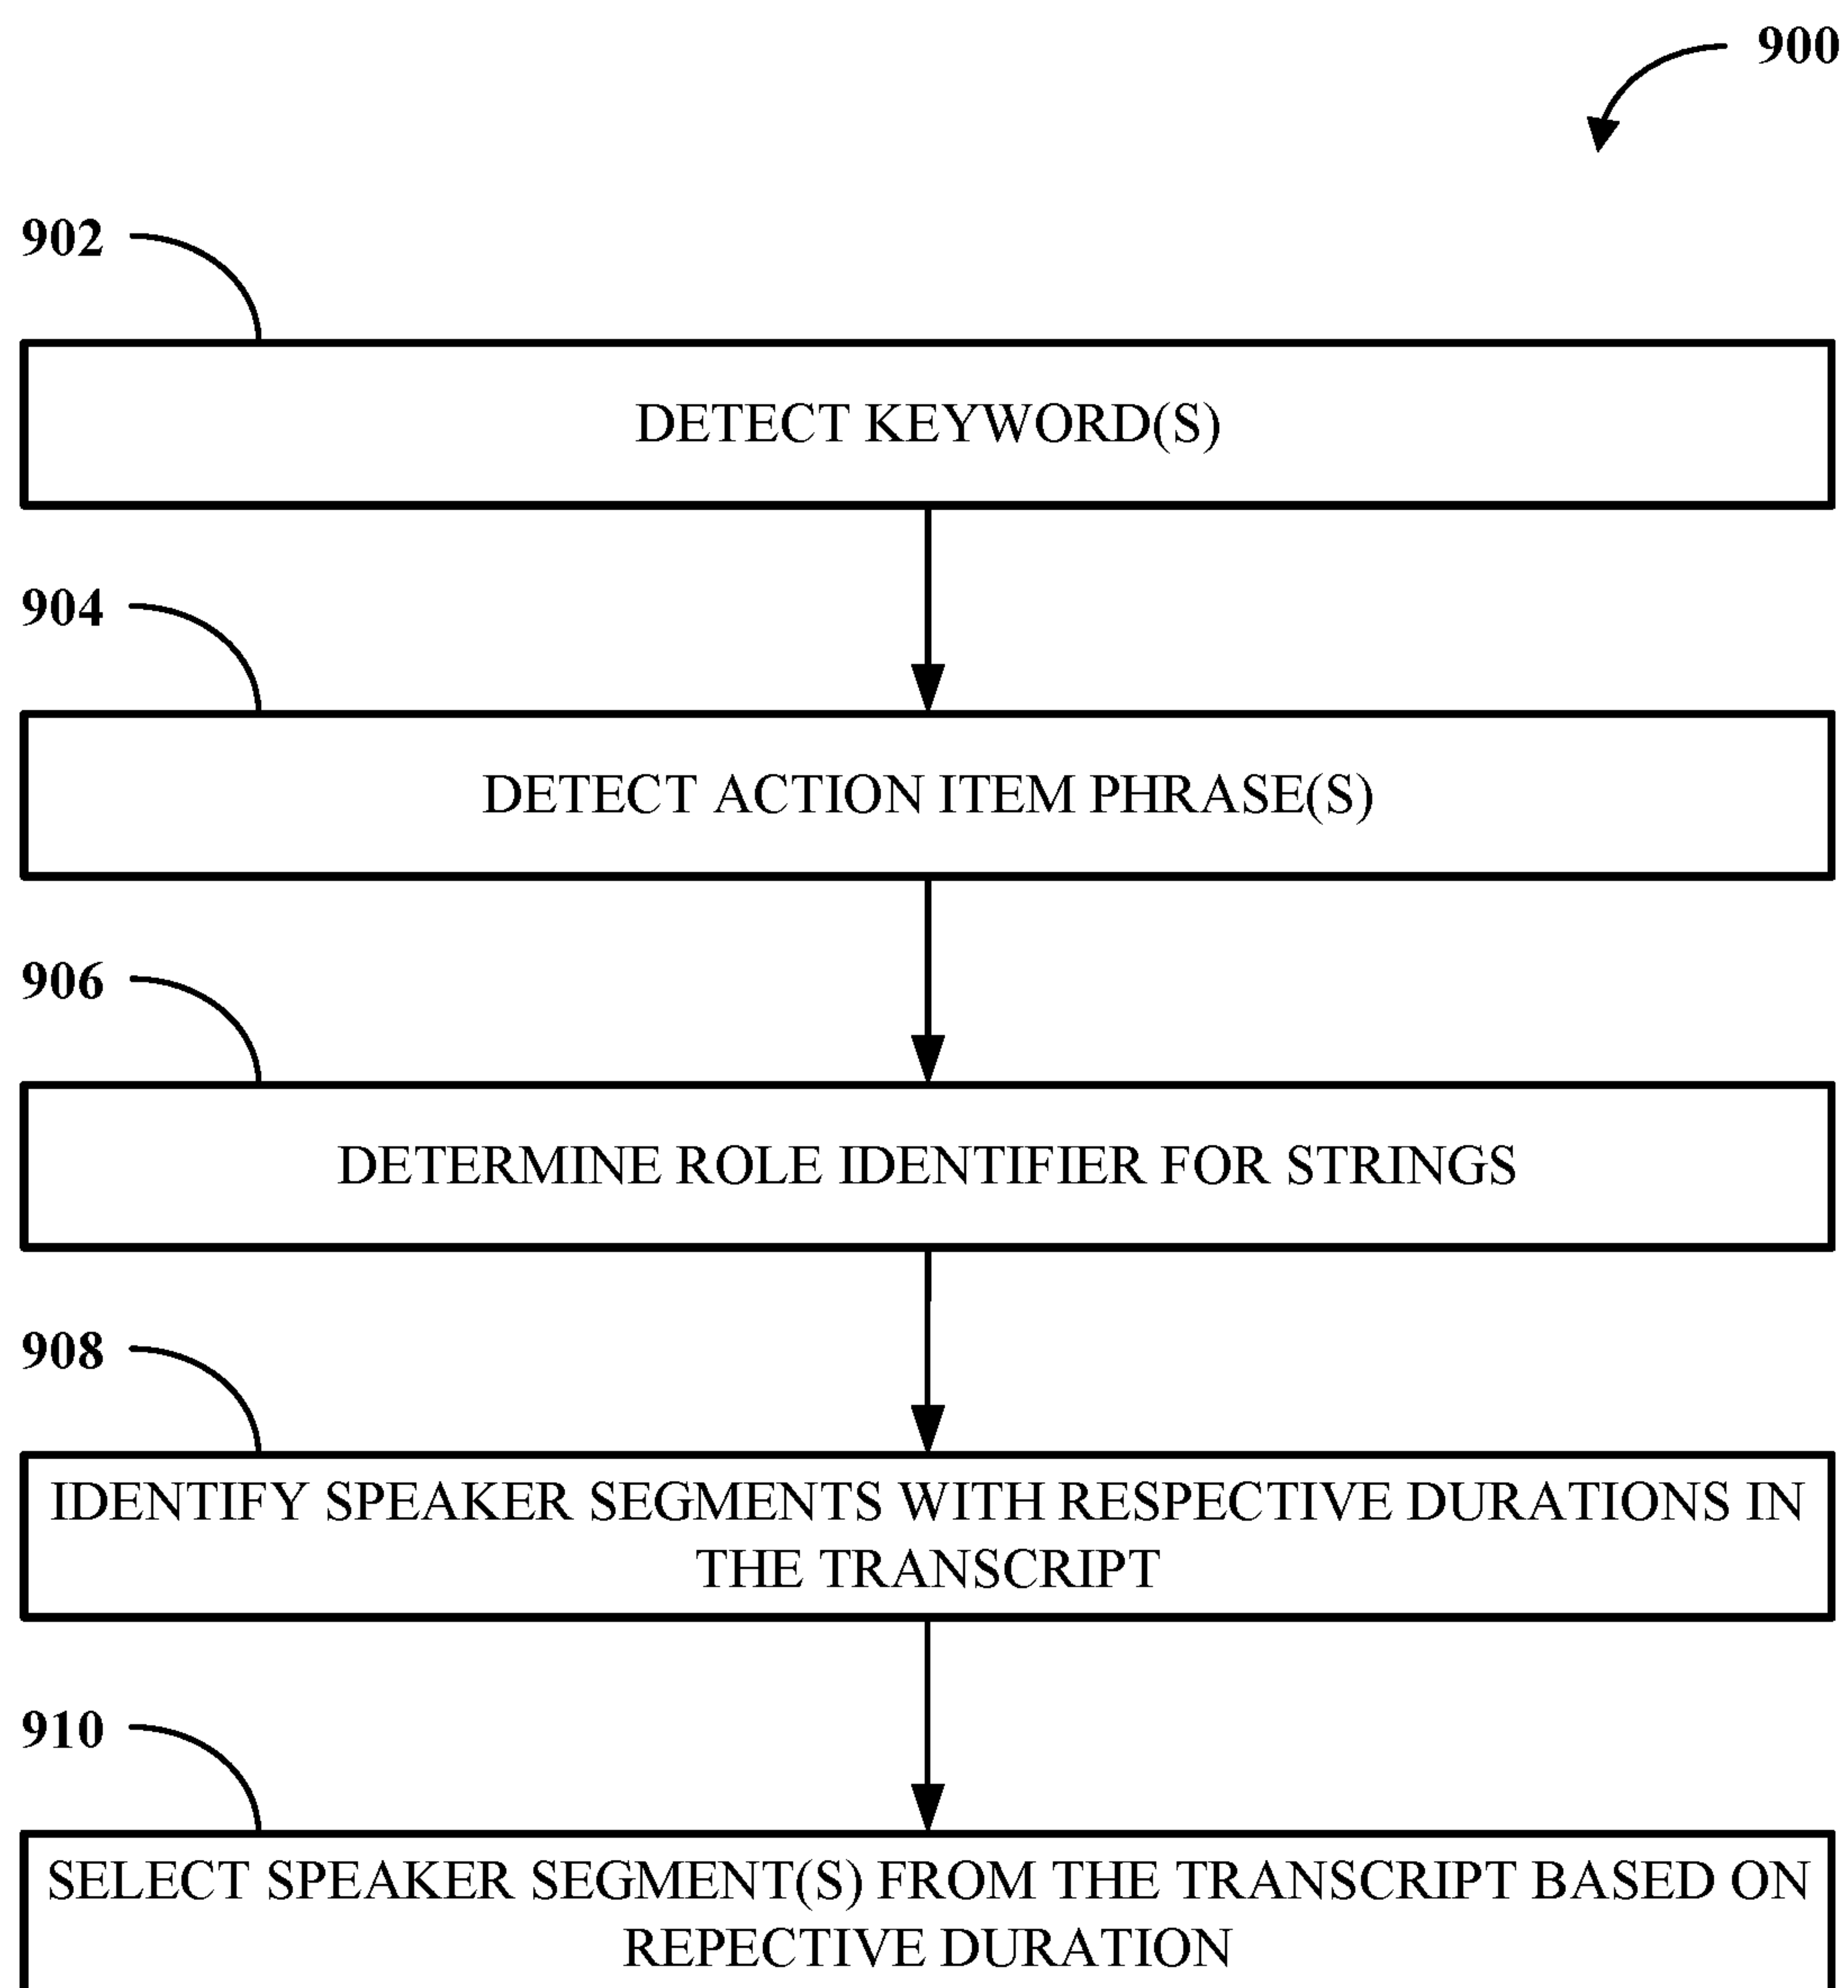 900
902
DETECT KEYWORD(S)
904
DETECT ACTION ITEM PHRASE(S)
906
DETERMINE ROLE IDENTIFIER FOR STRINGS
908
IDENTIFY SPEAKER SEGMENTS WITH RESPECTIVE DURATIONS IN
THE TRANSCRIPT
910
SELECT SPEAKER SEGMENT(S) FROM THE TRANSCRIPT BASED ON
REPECTIVE DURATION